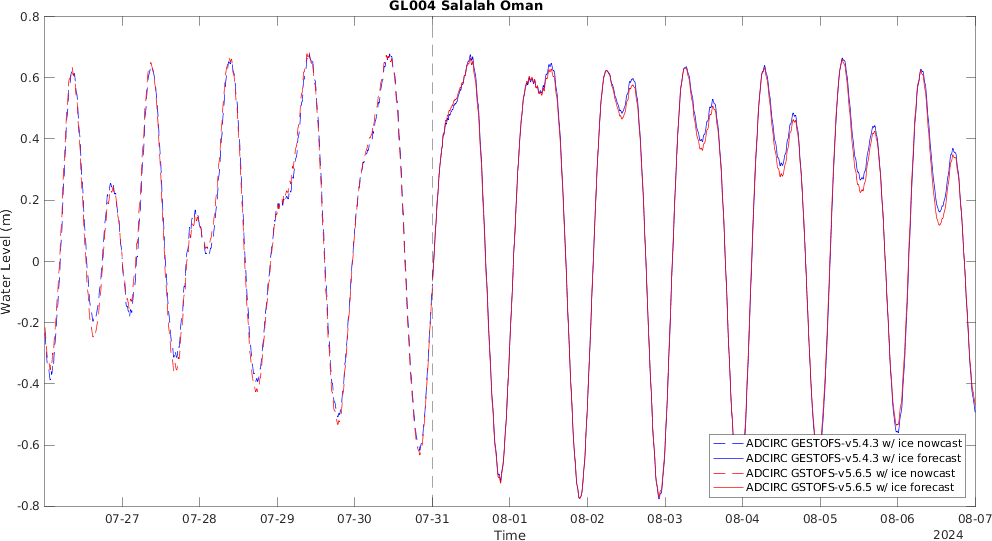 GL004 Salalah Oman
Water Level (m)
0.8
0.6
0.4
0.2
0
-0.2
-0.4
-0.6
-0.8
ADCIRC GESTOFS-v5.4.3 w/ ice nowcast
ADCIRC GESTOFS-v5.4.3 w/ ice forecast
ADCIRC GSTOFS-v5.6.5 w/ ice nowcast
ADCIRC GSTOFS-v5.6.5 w/ ice forecast
07-27 07-28 07-29 07-30 07-31 08-01 08-02 08-03 08-04 08-05 08-06 08-07
Time
2024